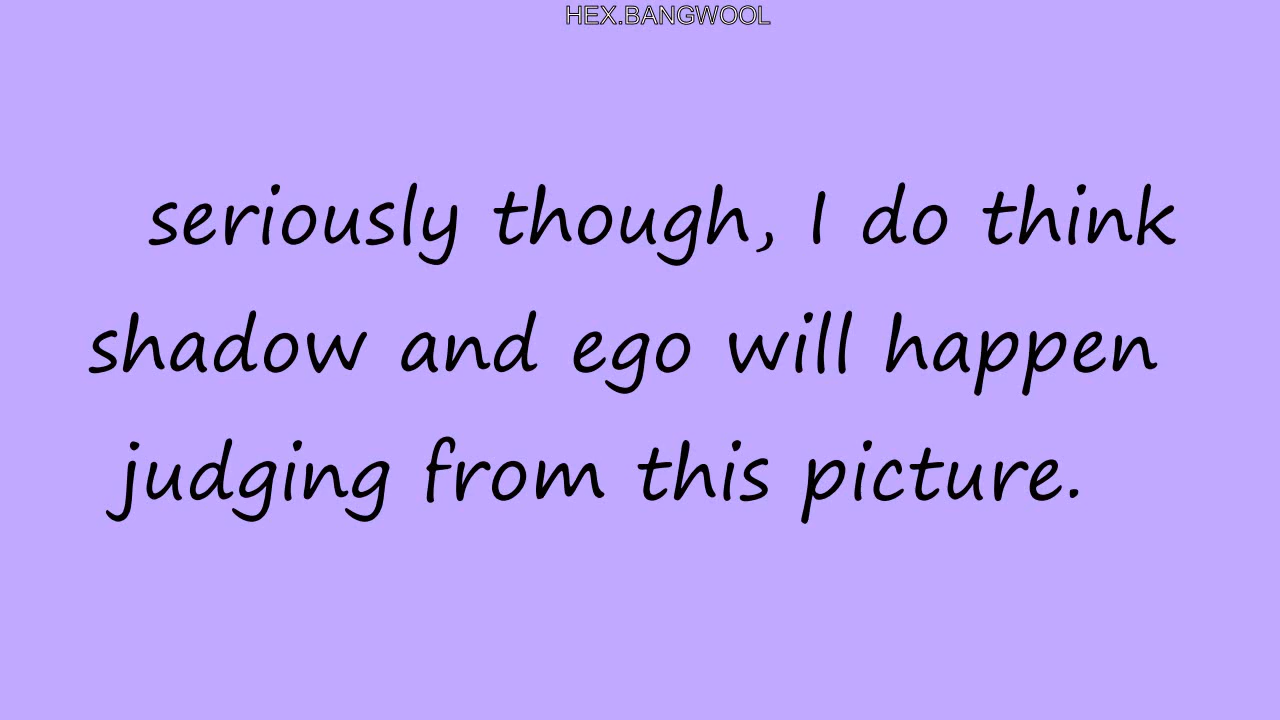 HEX.BANGWOOL
seriously though, I do think
shadow and ego will happen
judging from this picture.